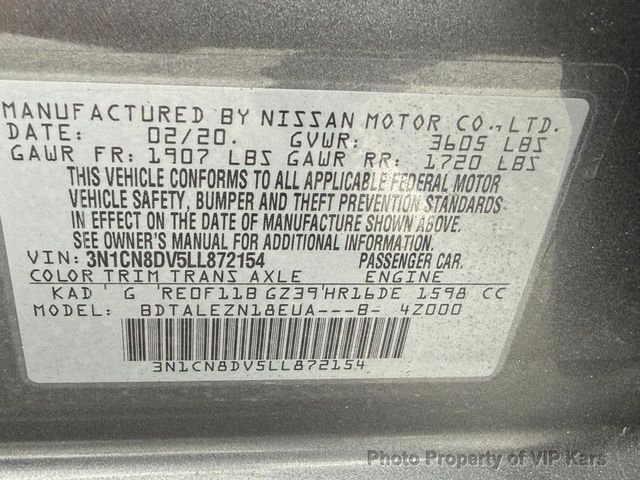 MANUFACTURED BY NISSAN MOTOR CO., LTD.
DATE: 02/20. GVWR: 3605 LBS
GAWR FR: 1907 LBS GAWR RR: 1720 LBS
THIS VEHICLE CONFORMS TO ALL APPLICABLE FEDERAL MOTOR
VEHICLE SAFETY, BUMPER AND THEFT PREVENTION STANDARDS
IN EFFECT ON THE DATE OF MANUFACTURE SHOWN ABOVE.
SEE OWNER'S MANUAL FOR ADDITIONAL INFORMATION.
VIN: 3N1CN8DV5LL872154 PASSENGER CAR.
COLOR TRIM TRANS AXLE ENGINE
KAD G RE0F11B GZ39 HR16DE 1598 CC
MODEL: BDTALEZN18EUA---B- 4Z000
3N1CN8DV5LL872154
Photo Property of VIP Kars